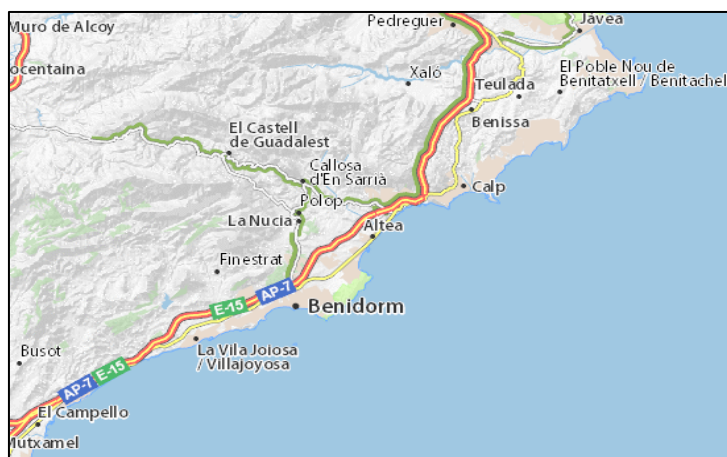 Pedreguer
Jávea
Muro de Alcoy
ocentaina
Xaló
Teulada
El Poble Nou de
Benitatxell / Benitachel
Benissa
El Castell
de Guadalest
Callosa
d'En Sarrià
Calp
Polop
La Nucia
Altea
Finestrat
E-15
AP-7
Benidorm
La Vila Joiosa
/ Villajoyosa
Busot
AP-7
E-15
El Campello
Mutxamel